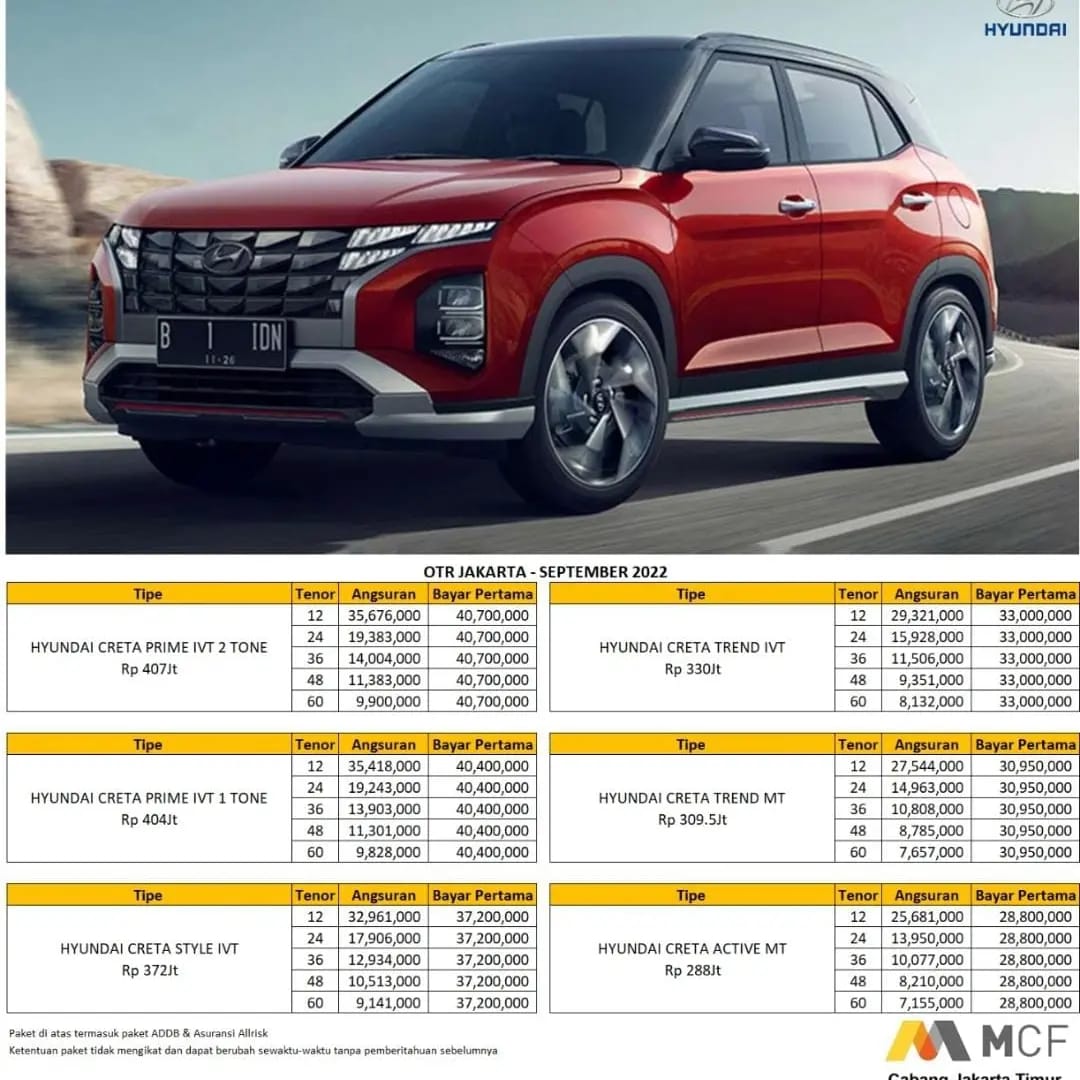 HYUNDAI
B 1 IDN
11-26
OTR JAKARTA - SEPTEMBER 2022
Tipe Tenor Angsuran Bayar Pertama
HYUNDAI CRETA PRIME IVT 2 TONE
Rp 407Jt
12 35,676,000 40,700,000
24 19,383,000 40,700,000
36 14,004,000 40,700,000
48 11,383,000 40,700,000
60 9,900,000 40,700,000
Tipe Tenor Angsuran Bayar Pertama
HYUNDAI CRETA TREND IVT
Rp 330Jt
12 29,321,000 33,000,000
24 15,928,000 33,000,000
36 11,506,000 33,000,000
48 9,351,000 33,000,000
60 8,132,000 33,000,000
Tipe Tenor Angsuran Bayar Pertama
HYUNDAI CRETA PRIME IVT 1 TONE
Rp 404Jt
12 35,418,000 40,400,000
24 19,243,000 40,400,000
36 13,903,000 40,400,000
48 11,301,000 40,400,000
60 9,828,000 40,400,000
Tipe Tenor Angsuran Bayar Pertama
HYUNDAI CRETA TREND MT
Rp 309.5Jt
12 27,544,000 30,950,000
24 14,963,000 30,950,000
36 10,808,000 30,950,000
48 8,785,000 30,950,000
60 7,657,000 30,950,000
Tipe Tenor Angsuran Bayar Pertama
HYUNDAI CRETA STYLE IVT
Rp 372Jt
12 32,961,000 37,200,000
24 17,906,000 37,200,000
36 12,934,000 37,200,000
48 10,513,000 37,200,000
60 9,141,000 37,200,000
Tipe Tenor Angsuran Bayar Pertama
HYUNDAI CRETA ACTIVE MT
Rp 288Jt
12 25,681,000 28,800,000
24 13,950,000 28,800,000
36 10,077,000 28,800,000
48 8,210,000 28,800,000
60 7,155,000 28,800,000
Paket di atas termasuk paket ADDB & Asuransi Allrisk
Ketentuan paket tidak mengikat dan dapat berubah sewaktu-waktu tanpa pemberitahuan sebelumnya
MCF
Cabang Jakarta Timur